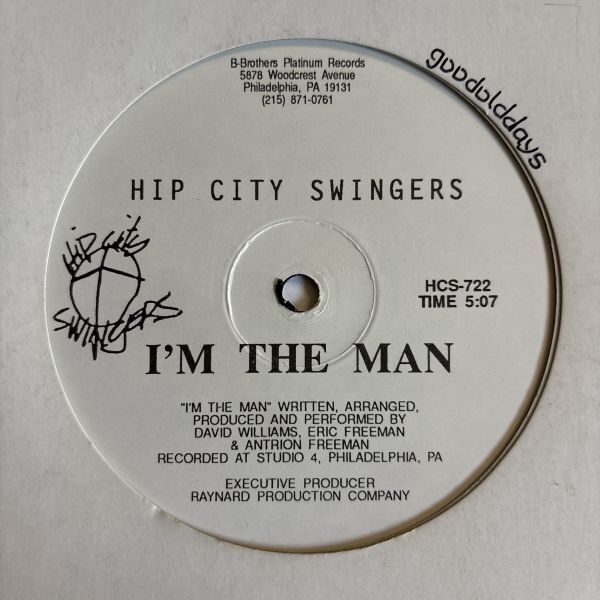 B-Brothers Platinum Records
5878 Woodcrest Avenue
Philadelphia, PA 19131
(215) 871-0761
goodolddays
HIP CITY SWINGERS
HIP CITY
SWINGERS
HCS-722
TIME 5:07
I'M THE MAN
"I'M THE MAN" WRITTEN, ARRANGED,
PRODUCED AND PERFORMED BY
DAVID WILLIAMS, ERIC FREEMAN
& ANTRION FREEMAN
RECORDED AT STUDIO 4, PHILADELPHIA, PA
EXECUTIVE PRODUCER
RAYNARD PRODUCTION COMPANY